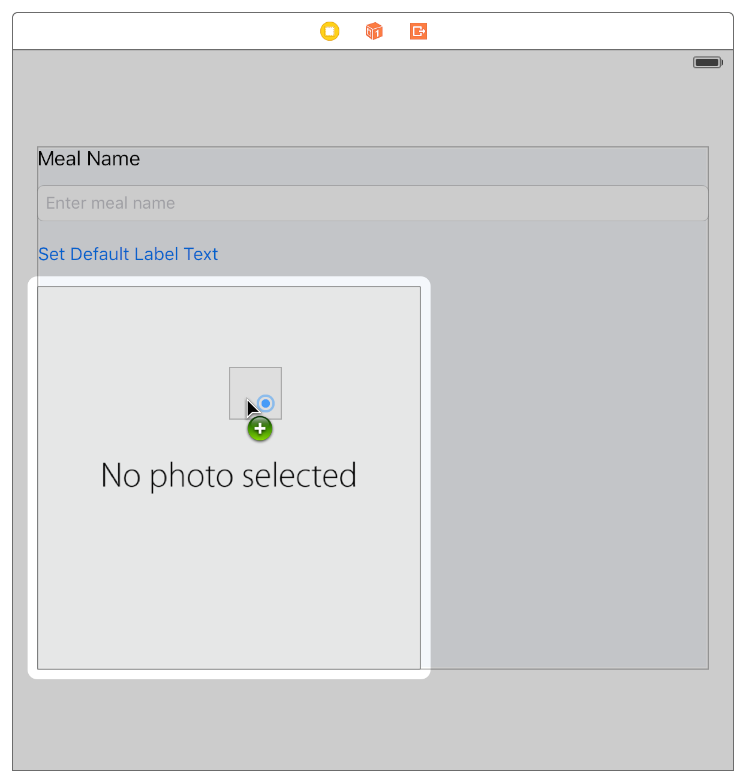 Meal Name
Enter meal name
Set Default Label Text
No photo selected